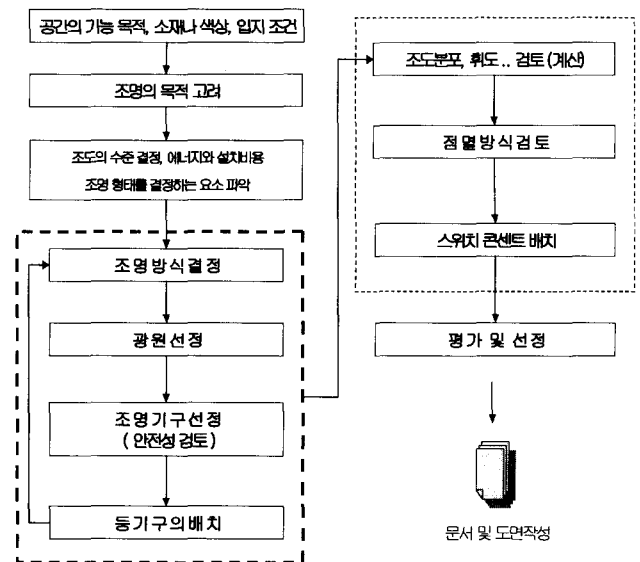 공간의 기능 목적, 소재나 색상, 입지 조건
조명의 목적 고려
조도의 수준 결정, 에너지와 설치비용
조명 형태를 결정하는 요소 파악
조명방식결정
광원선정
조명기구선정
( 안전성 검토 )
등기구의배치
조도분포, 휘도 .. 검토 (계산)
점멸방식검토
스위치 콘센트 배치
평가 및 선정
문서 및 도면작성